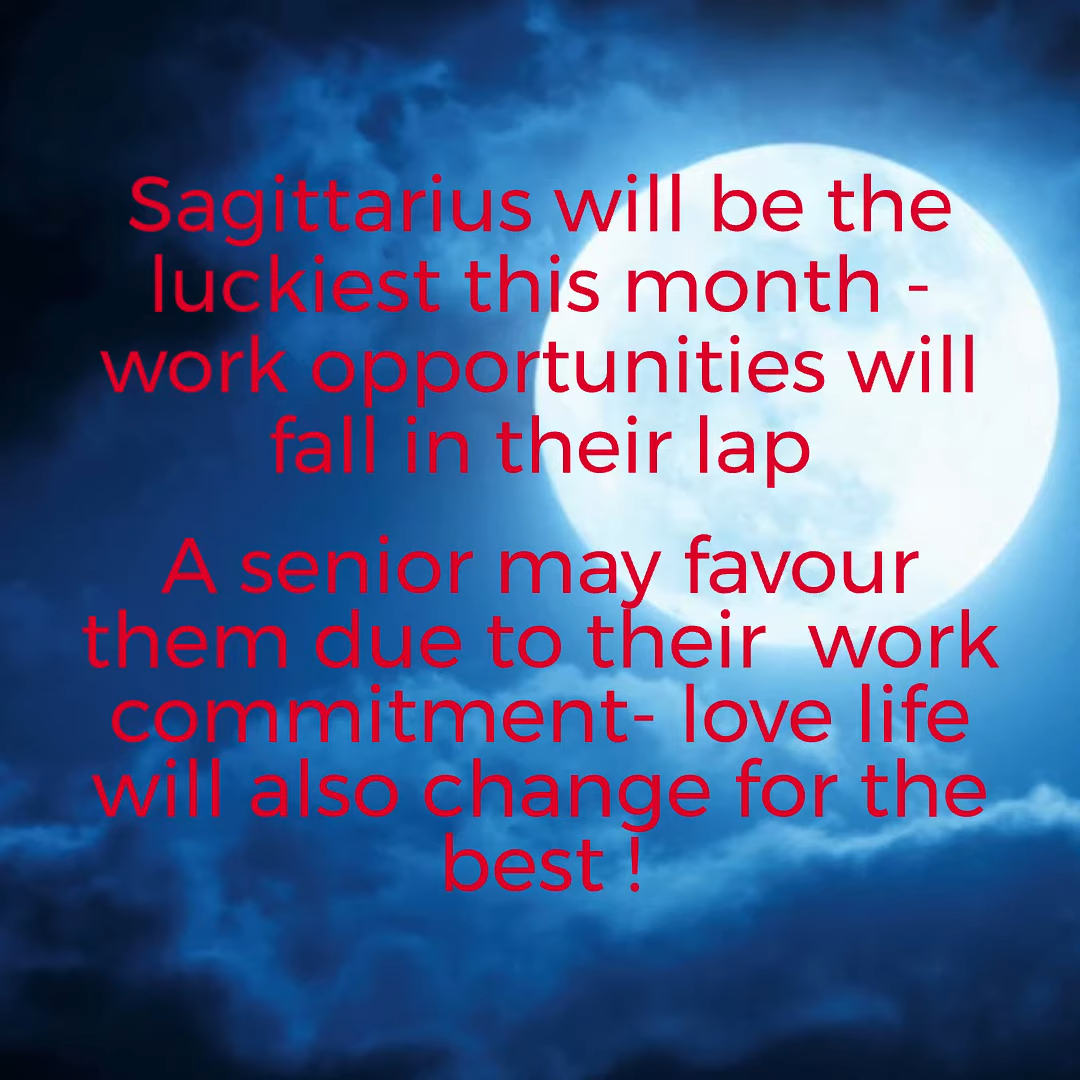 Sagittarius will be the
luckiest this month -
work opportunities will
fall in their lap
A senior may favour
them due to their  work
commitment- love life
will also change for the
best !